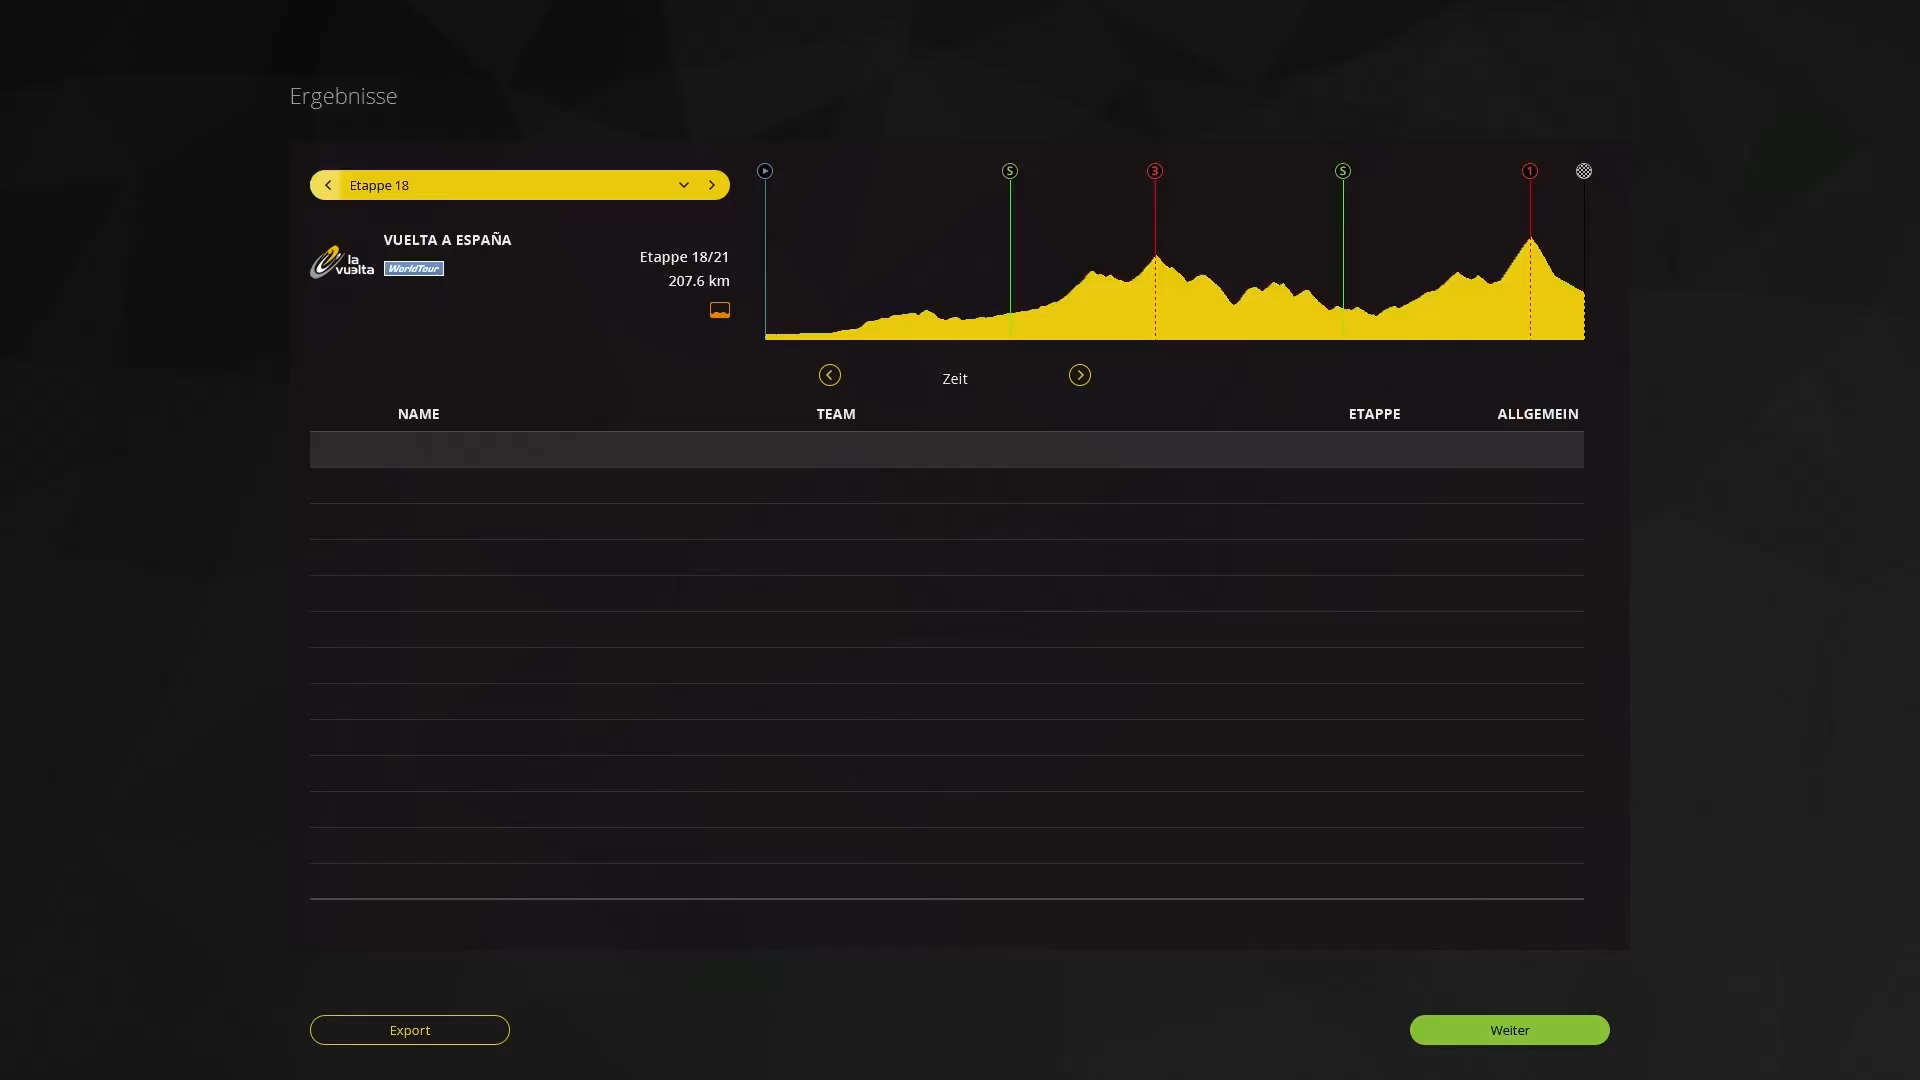 Ergebnisse
Etappe 18
S
3
S
1
VUELTA A ESPAÑA
la vuelta
WorldTour
Etappe 18/21
207.6 km
Zeit
NAME TEAM ETAPPE ALLGEMEIN
Export
Weiter